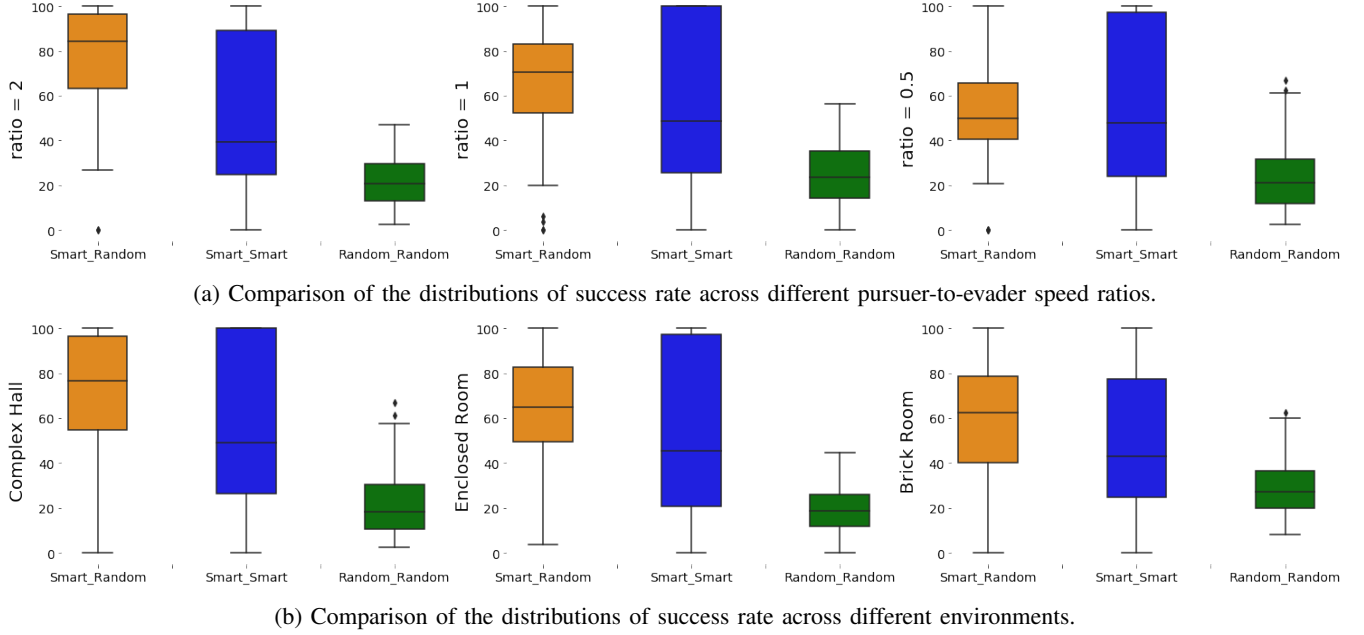 100
80
60
40
20
0
ratio = 2
Smart_Random Smart_Smart Random_Random
100
80
60
40
20
0
ratio = 1
Smart_Random Smart_Smart Random_Random
100
80
60
40
20
0
ratio = 0.5
Smart_Random Smart_Smart Random_Random
(a) Comparison of the distributions of success rate across different pursuer-to-evader speed ratios.
100
80
60
40
20
0
Complex Hall
Smart_Random Smart_Smart Random_Random
100
80
60
40
20
0
Enclosed Room
Smart_Random Smart_Smart Random_Random
100
80
60
40
20
0
Brick Room
Smart_Random Smart_Smart Random_Random
(b) Comparison of the distributions of success rate across different environments.